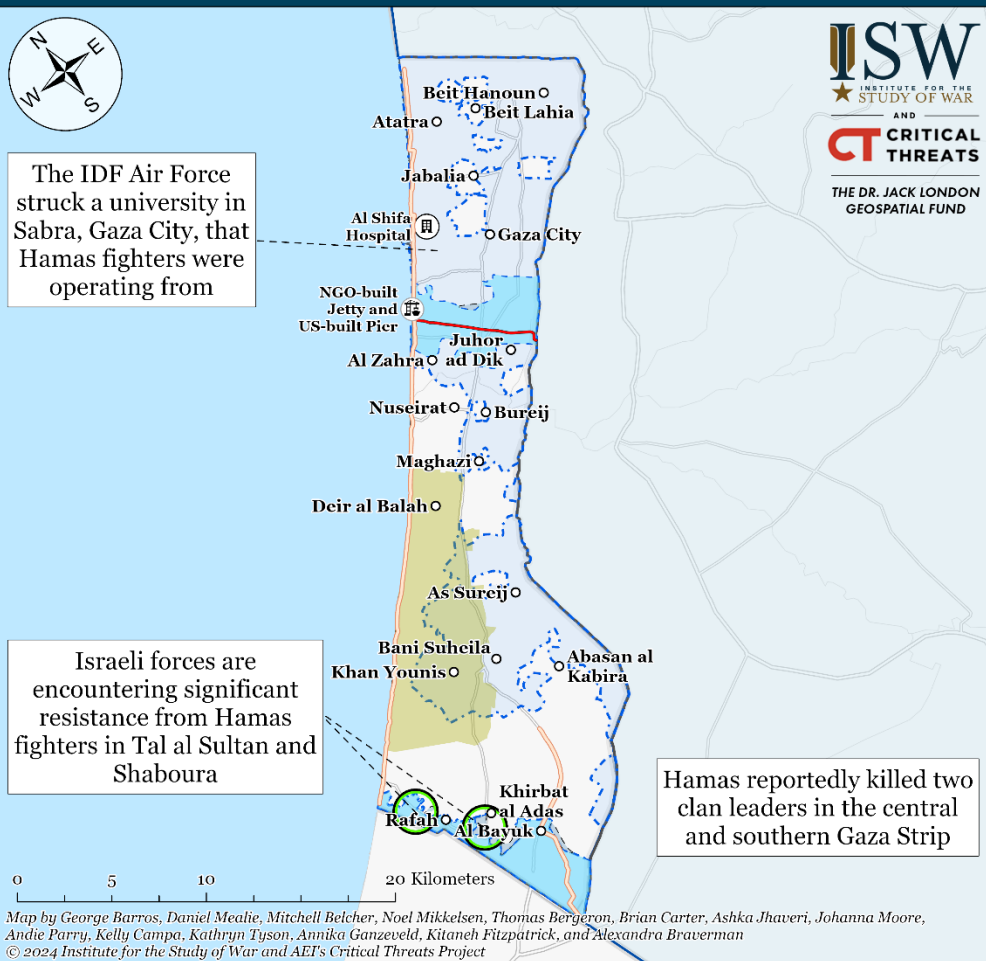 N
E
W
S
ISW
INSTITUTE FOR THE
STUDY OF WAR
AND
CT CRITICAL
THREATS
THE DR. JACK LONDON
GEOSPATIAL FUND
Beit Hanoun
Beit Lahia
Atatra
The IDF Air Force
struck a university in
Sabra, Gaza City, that
Hamas fighters were
operating from
Jabalia
Al Shifa
Hospital
Gaza City
NGO-built
Jetty and
US-built Pier
Juhor
ad Dik
Al Zahra
Nuseirat
Bureij
Maghazi
Deir al Balah
As Sureij
Bani Suheila
Khan Younis
Abasan al
Kabira
Israeli forces are
encountering significant
resistance from Hamas
fighters in Tal al Sultan and
Shaboura
Hamas reportedly killed two
clan leaders in the central
and southern Gaza Strip
Khirbat
al Adas
Rafah
Al Bayuk
0 5 10 20 Kilometers
Map by George Barros, Daniel Mealie, Mitchell Belcher, Noel Mikkelsen, Thomas Bergeron, Brian Carter, Ashka Jhaveri, Johanna Moore,
Andie Parry, Kelly Campa, Kathryn Tyson, Annika Ganzeveld, Kitaneh Fitzpatrick, and Alexandra Braverman
© 2024 Institute for the Study of War and AEI's Critical Threats Project